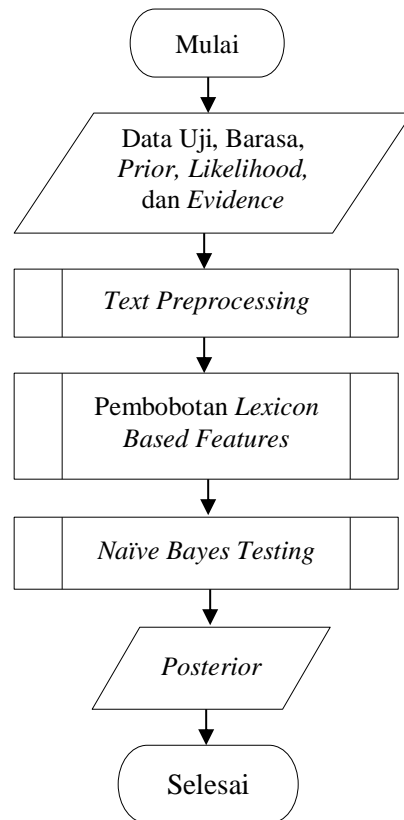 Mulai
Data Uji, Barasa,
Prior, Likelihood,
dan Evidence
Text Preprocessing
Pembobotan Lexicon
Based Features
Naïve Bayes Testing
Posterior
Selesai